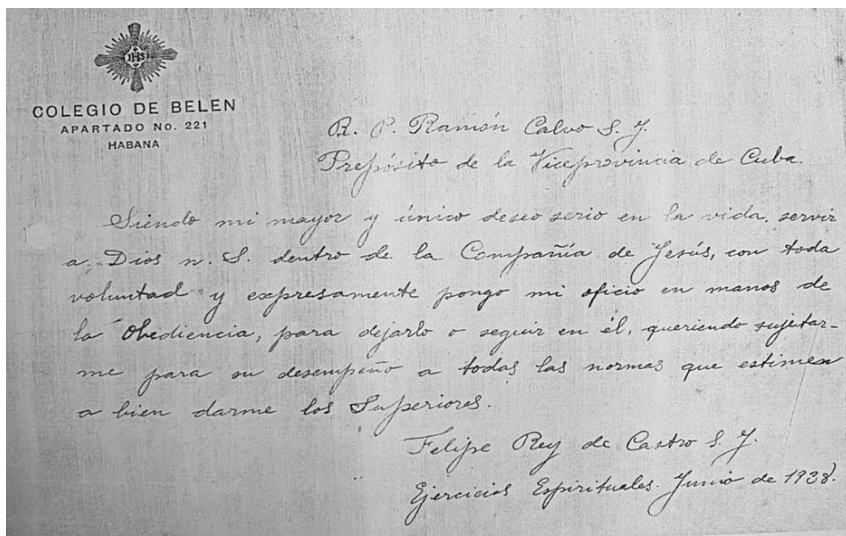 IHS
COLEGIO DE BELEN
APARTADO No. 221
HABANA
R. P. Ramón Calvo S. J.
Prepósito de la Viceprovincia de Cuba.
Siendo mi mayor y único deseo serio en la vida, servir
a Dios n. S. dentro de la Compañía de Jesús, con toda
voluntad y expresamente pongo mi oficio en manos de
la Obediencia, para dejarlo o seguir en él, queriendo sujetar-
me para su desempeño a todas las normas que estimen
a bien darme los Superiores.
Felipe Rey de Castro S. J.
Ejercicios Espirituales. Junio de 1938.